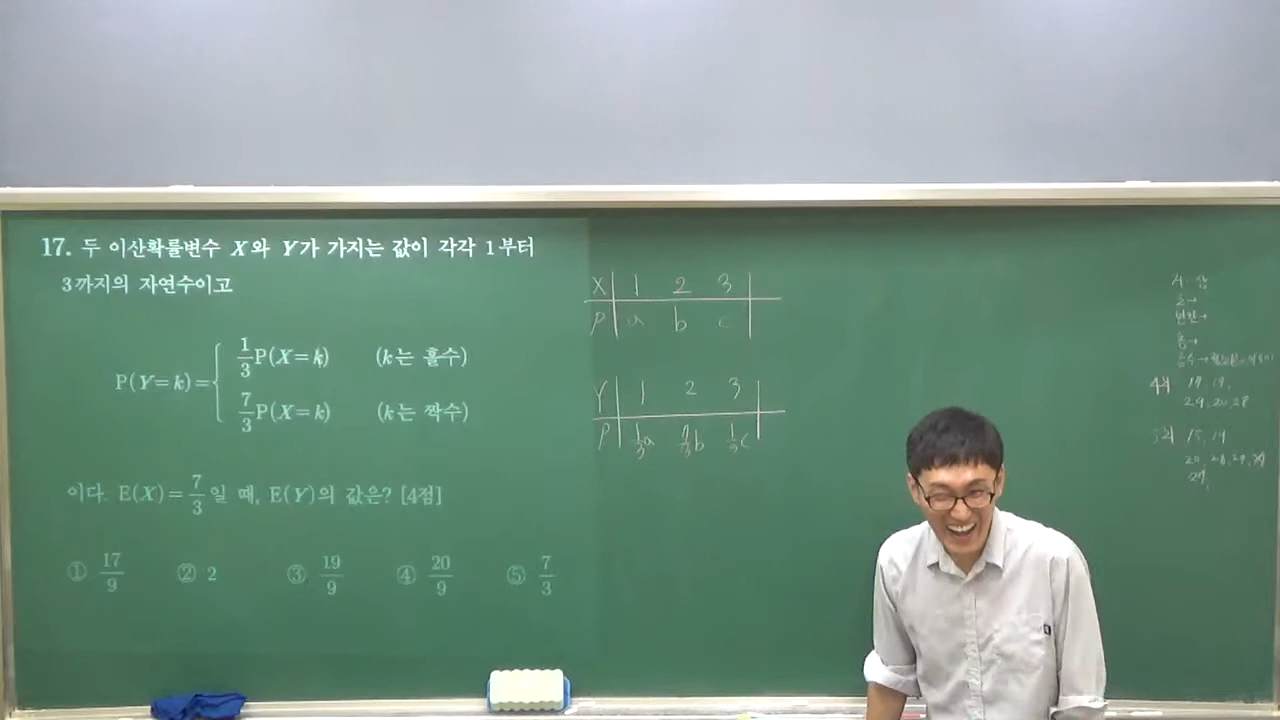 17. 두 이산확률변수 X와 Y가 가지는 값이 각각 1부터
3까지의 자연수이고
P(Y=k)= { 1/3 P(X=k) (k는 홀수)
7/3 P(X=k) (k는 짝수)
이다. E(X)=7/3일 때, E(Y)의 값은? [4점]
① 17/9 ② 2 ③ 19/9 ④ 20/9 ⑤ 7/3
X 1 2 3
P a b c
Y 1 2 3
P 1/3a 7/3b 1/3c